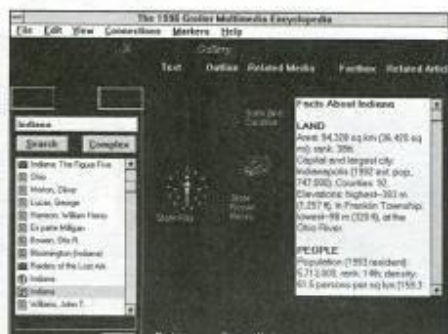 The 1996 Grolier Multimedia Encyclopedia
File Edit View Connections Markers Help
Gallery
Text Outline Related Media Factbox Related Artic
Indiana
Search Complex
Indiana: The Figure Five
Ohio
Morton, Oliver
Lucas, George
Harrison, William Henry
Ex parte Milligan
Bowen, Otis R.
Bloomington (Indiana)
Raiders of the Lost Ark
Indiana
Indiana
Williams, John T.
State Flag
Facts About Indiana
LAND
Area: 94,328 sq km (36,420 sq
mi); rank: 38th.
Capital and largest city:
Indianapolis (1992 est. pop.,
747,000). Counties: 92.
Elevations: highest—383 m
(1,257 ft), in Franklin Township;
lowest—98 m (320 ft), at the
Ohio River.
PEOPLE
Population (1993 resident):
5,713,000; rank: 14th; density:
61.5 persons per sq km (159.3